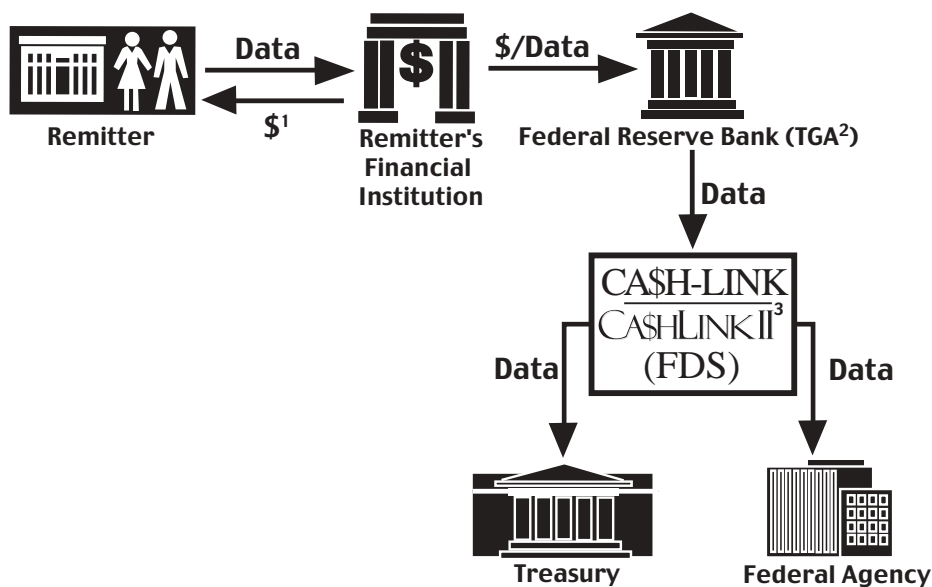 Data
$/Data
$
$¹
Remitter
Remitter's
Financial
Institution
Federal Reserve Bank (TGA²)
Data
CA$H-LINK
CA$HLINK II³
(FDS)
Data
Data
Treasury
Federal Agency